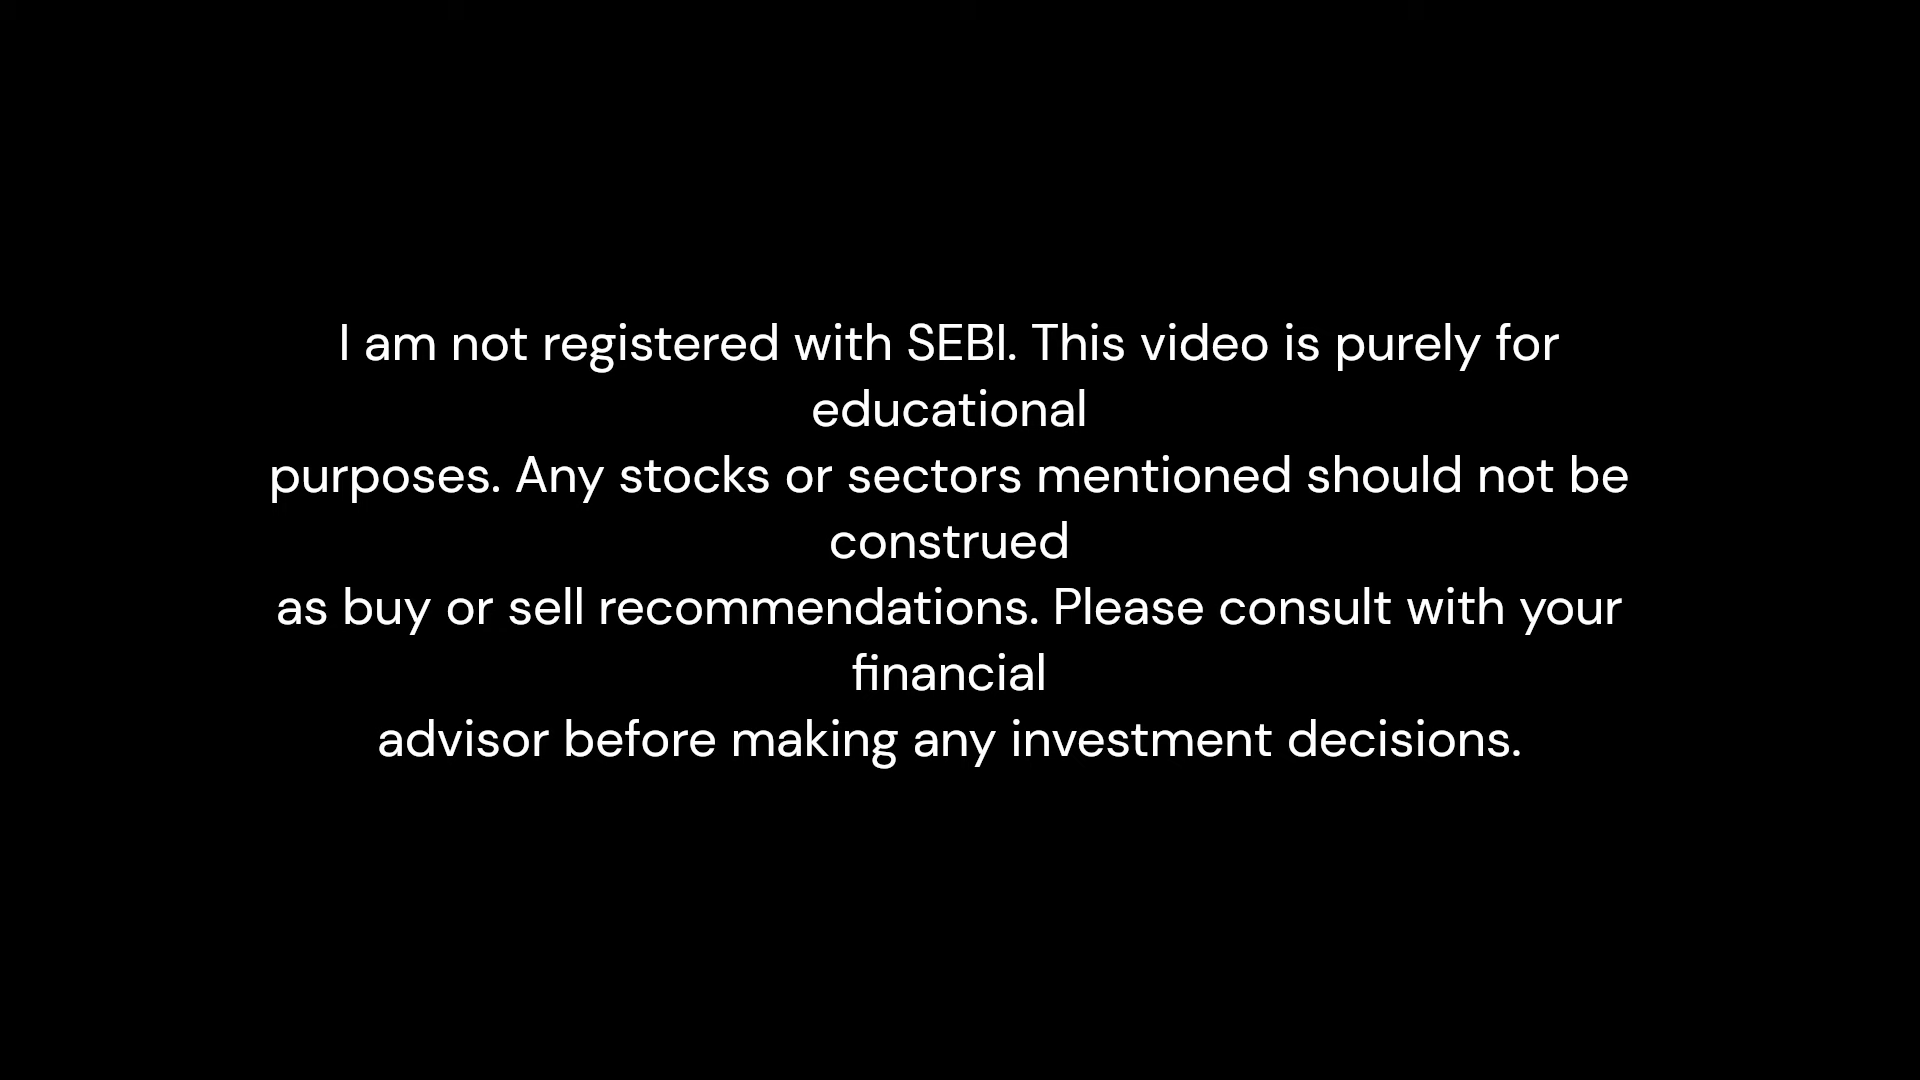 I am not registered with SEBI. This video is purely for
educational
purposes. Any stocks or sectors mentioned should not be
construed
as buy or sell recommendations. Please consult with your
financial
advisor before making any investment decisions.